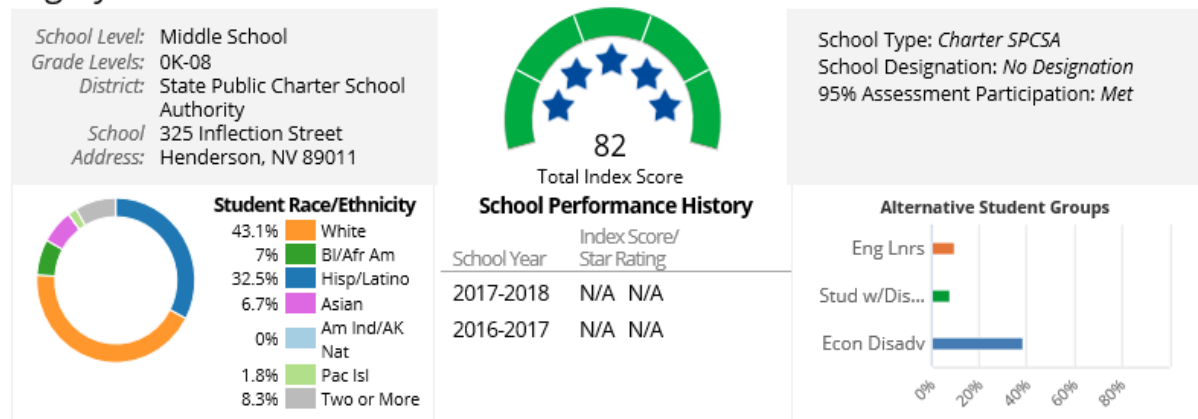 School Level: Middle School
Grade Levels: 0K-08
District: State Public Charter School
Authority
School 325 Inflection Street
Address: Henderson, NV 89011
82
Total Index Score
School Type: Charter SPCSA
School Designation: No Designation
95% Assessment Participation: Met
Student Race/Ethnicity
43.1% White
7% Bl/Afr Am
32.5% Hisp/Latino
6.7% Asian
0% Am Ind/AK
Nat
1.8% Pac Isl
8.3% Two or More
School Performance History
Index Score/
School Year Star Rating
2017-2018 N/A N/A
2016-2017 N/A N/A
Alternative Student Groups
Eng Lnrs
Stud w/Dis...
Econ Disadv
0% 20% 40% 60% 80%